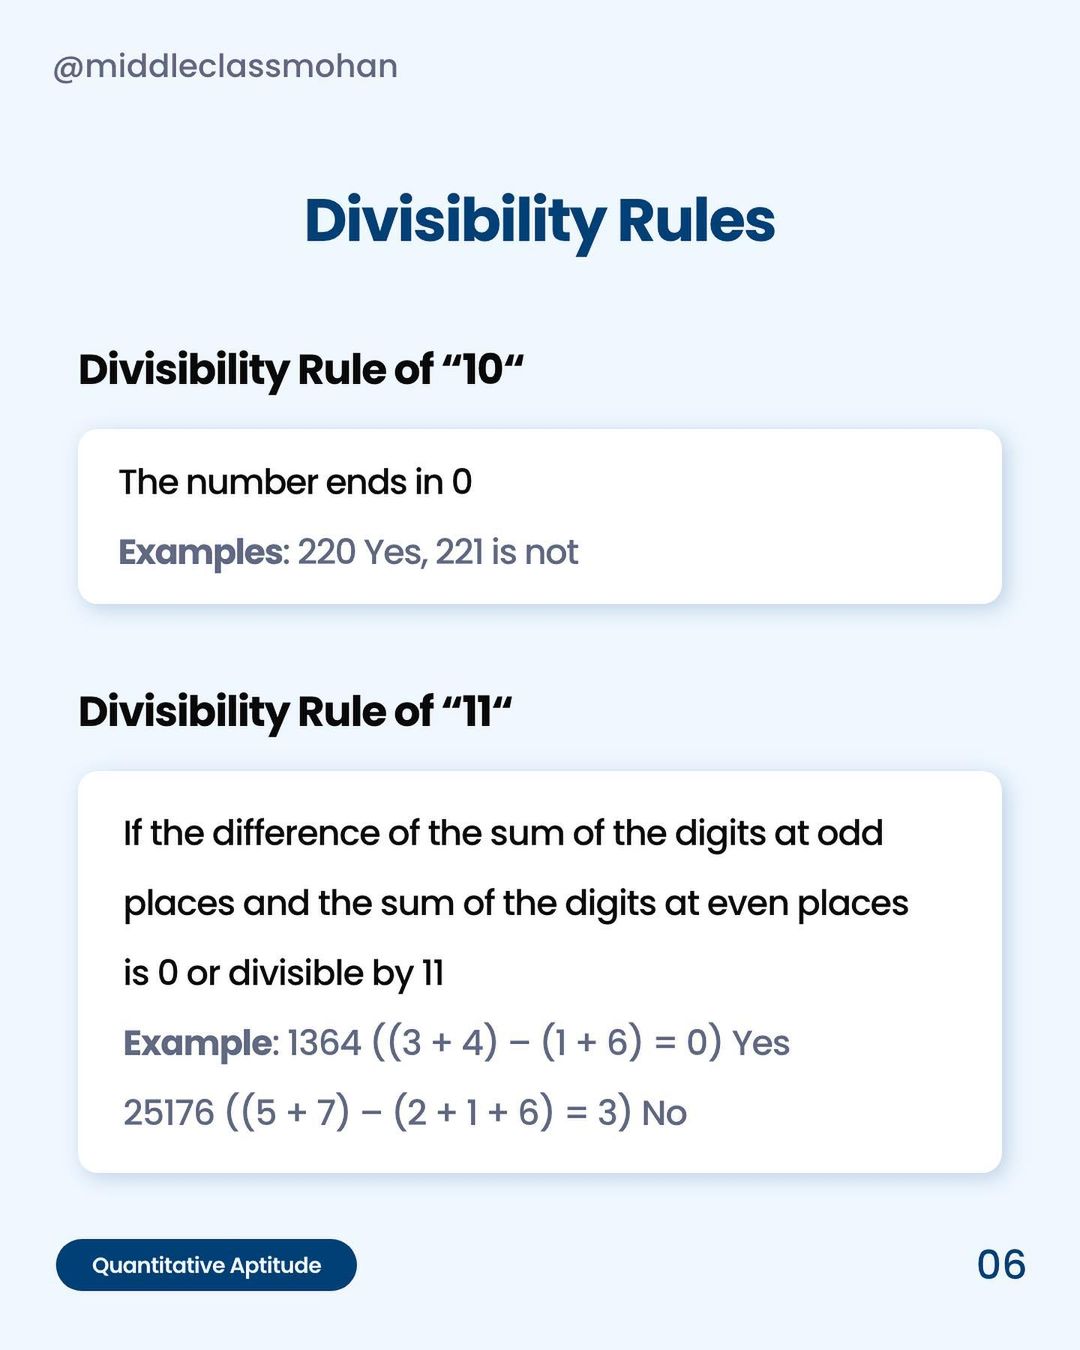 @middleclassmohan
Divisibility Rules
Divisibility Rule of “10“
The number ends in 0
Examples: 220 Yes, 221 is not
Divisibility Rule of “11“
If the difference of the sum of the digits at odd
places and the sum of the digits at even places
is 0 or divisible by 11
Example: 1364 ((3 + 4) – (1 + 6) = 0) Yes
25176 ((5 + 7) – (2 + 1 + 6) = 3) No
Quantitative Aptitude
06